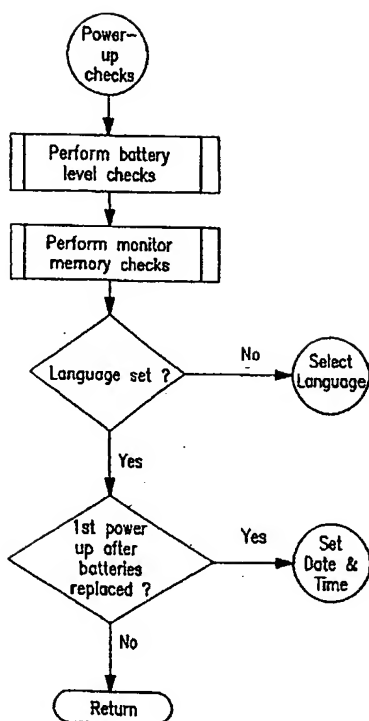 Power-
up
checks
Perform battery
level checks
Perform monitor
memory checks
Language set ?
No
Select
Language
Yes
1st power
up after
batteries
replaced ?
Yes
Set
Date &
Time
No
Return